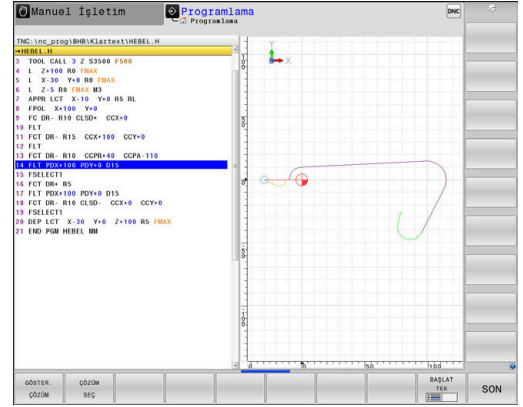 Manuel İşletim
Programlama
Programlama
DNC
TNC:\nc_prog\BHB\Klartext\HEBEL.H
→HEBEL.H
3 TOOL CALL 3 Z S3500 F500
4 L Z+100 R0 FMAX
5 L X-30 Y+0 R0 FMAX
6 L Z-5 R0 FMAX M3
7 APPR LCT X-10 Y+0 R5 RL
8 FPOL X+100 Y+0
9 FC DR- R10 CLSD+ CCX+0
10 FLT
11 FCT DR- R15 CCX+100 CCY+0
12 FLT
13 FCT DR- R10 CCPR+40 CCPA-110
14 FLT PDX+100 PDY+0 D15
15 FSELECT1
16 FCT DR+ R5
17 FLT PDX+100 PDY+0 D15
18 FCT DR- R10 CLSD- CCX+0 CCY+0
19 FSELECT1
20 DEP LCT X-30 Y+0 Z+100 R5 FMAX
21 END PGM HEBEL MM
Y
X
0
50
100
GÖSTER. ÇÖZÜM
ÇÖZÜM SEÇ
BAŞLAT TEK
SON